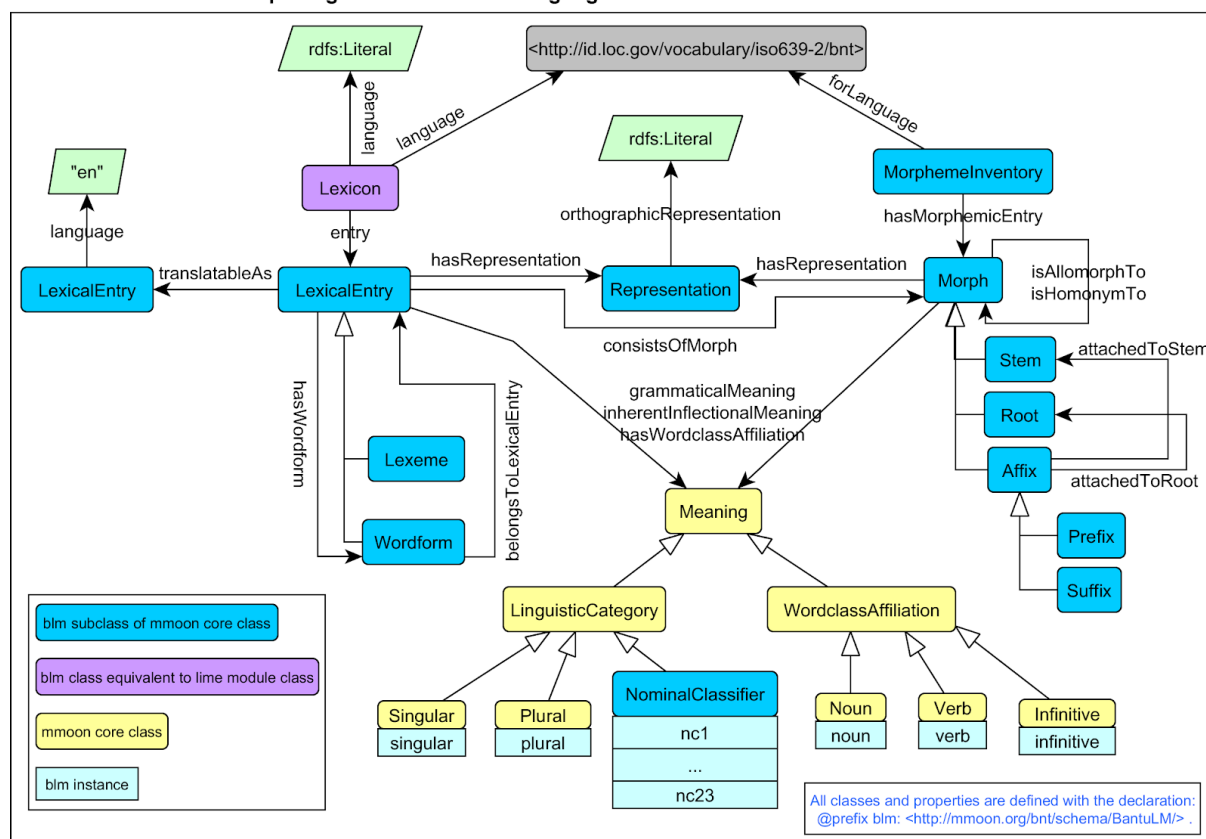 rdfs:Literal
<http://id.loc.gov/vocabulary/iso639-2/bnt>
language
language
forLanguage
rdfs:Literal
"en"
Lexicon
MorphemeInventory
orthographicRepresentation
hasMorphemicEntry
language
entry
translatableAs
hasRepresentation
hasRepresentation
isAllomorphTo
isHomonymTo
LexicalEntry
LexicalEntry
Representation
Morph
consistsOfMorph
Stem
attachedToStem
hasWordform
belongsToLexicalEntry
grammaticalMeaning
inherentInflectionalMeaning
hasWordclassAffiliation
Root
Lexeme
Affix
attachedToRoot
Meaning
Wordform
Prefix
Suffix
LinguisticCategory
WordclassAffiliation
blm subclass of mmoon core class
blm class equivalent to lime module class
mmoon core class
blm instance
Singular
singular
Plural
plural
NominalClassifier
nc1
...
nc23
Noun
noun
Verb
verb
Infinitive
infinitive
All classes and properties are defined with the declaration:
@prefix blm: <http://mmoon.org/bnt/schema/BantuLM/> .